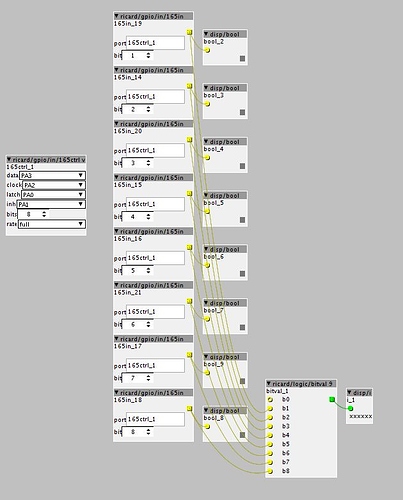 ricard/gpio/in/165in
165in_19
port 165ctrl_1
bit 1
disp/bool
bool_2
ricard/gpio/in/165in
165in_14
port 165ctrl_1
bit 2
disp/bool
bool_3
ricard/gpio/in/165in
165in_20
port 165ctrl_1
bit 3
disp/bool
bool_4
ricard/gpio/in/165ctrl v
165ctrl_1
data PA3
clock PA2
latch PA0
inh PA1
bits 8
rate full
ricard/gpio/in/165in
165in_15
port 165ctrl_1
bit 4
disp/bool
bool_5
ricard/gpio/in/165in
165in_16
port 165ctrl_1
bit 5
disp/bool
bool_6
ricard/gpio/in/165in
165in_21
port 165ctrl_1
bit 6
disp/bool
bool_7
ricard/gpio/in/165in
165in_17
port 165ctrl_1
bit 7
disp/bool
bool_9
ricard/gpio/in/165in
165in_18
port 165ctrl_1
bit 8
disp/bool
bool_8
ricard/logic/bitval 9
bitval_1
b0
b1
b2
b3
b4
b5
b6
b7
b8
disp/i
i_1
xxxxxx